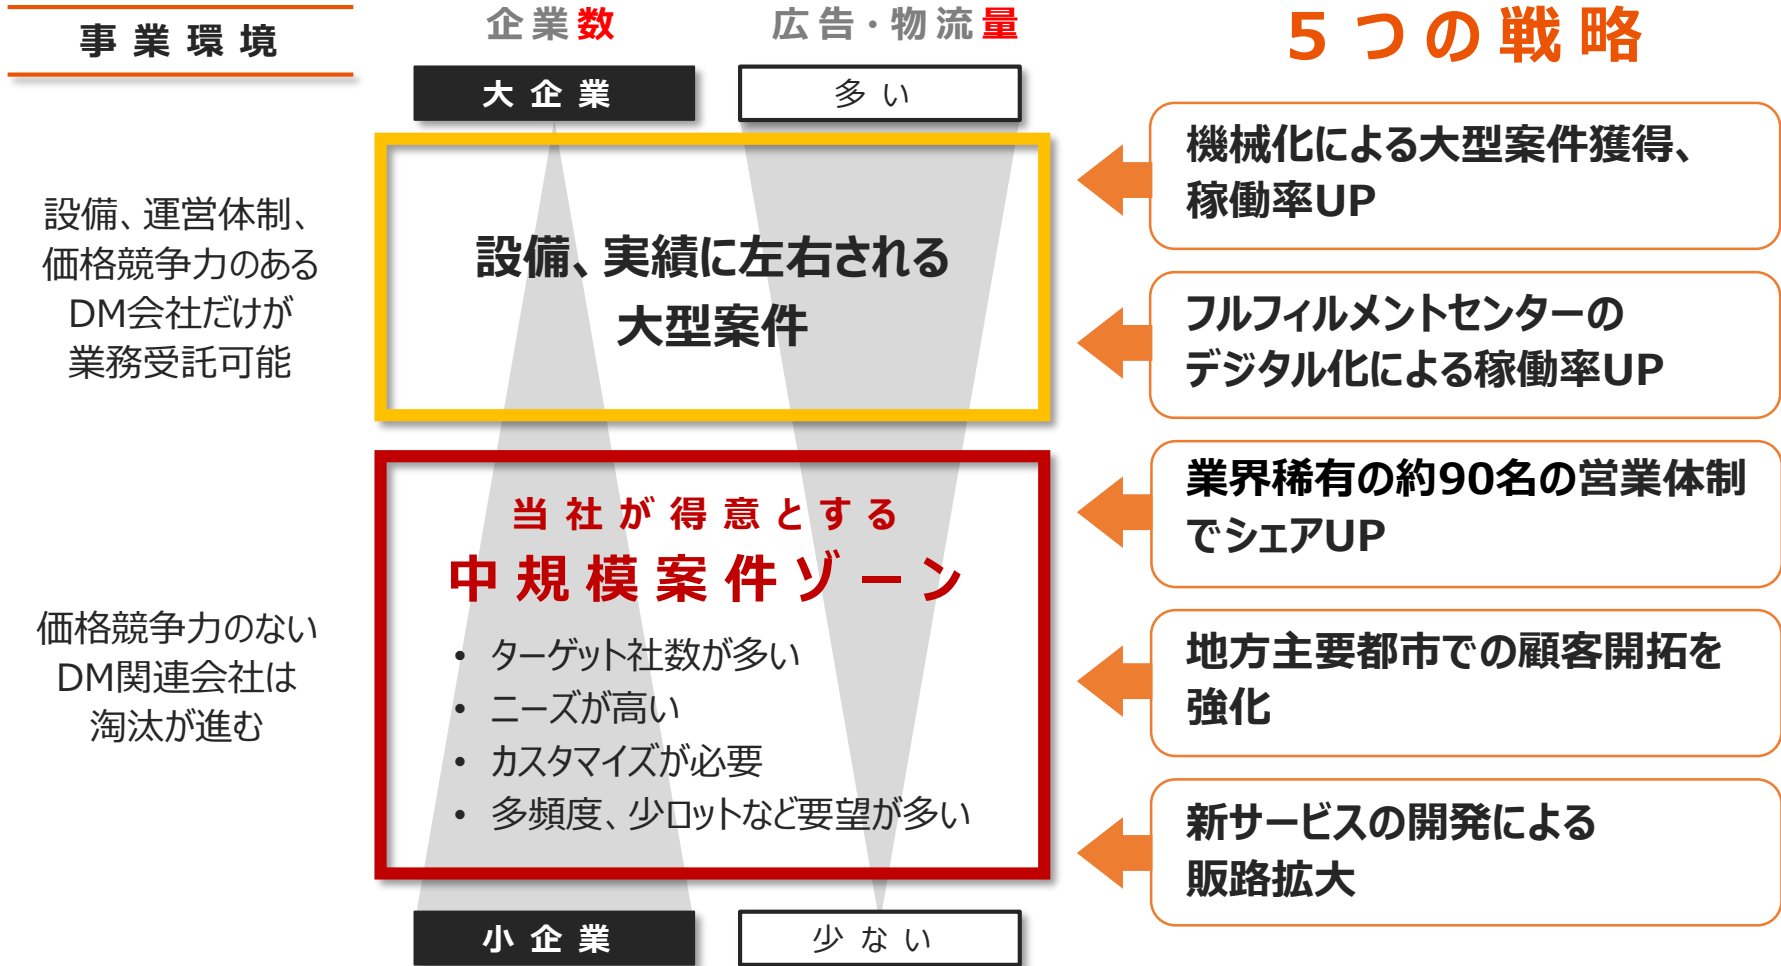 事業環境
企業数
広告・物流量
5つの戦略
大企業
多い
設備、運営体制、
価格競争力のある
DM会社だけが
業務受託可能
設備、実績に左右される
大型案件
機械化による大型案件獲得、
稼働率UP
フルフィルメントセンターの
デジタル化による稼働率UP
価格競争力のない
DM関連会社は
淘汰が進む
当社が得意とする
中規模案件ゾーン
• ターゲット社数が多い
• ニーズが高い
• カスタマイズが必要
• 多頻度、少ロットなど要望が多い
業界稀有の約90名の営業体制
でシェアUP
地方主要都市での顧客開拓を
強化
新サービスの開発による
販路拡大
小企業
少ない